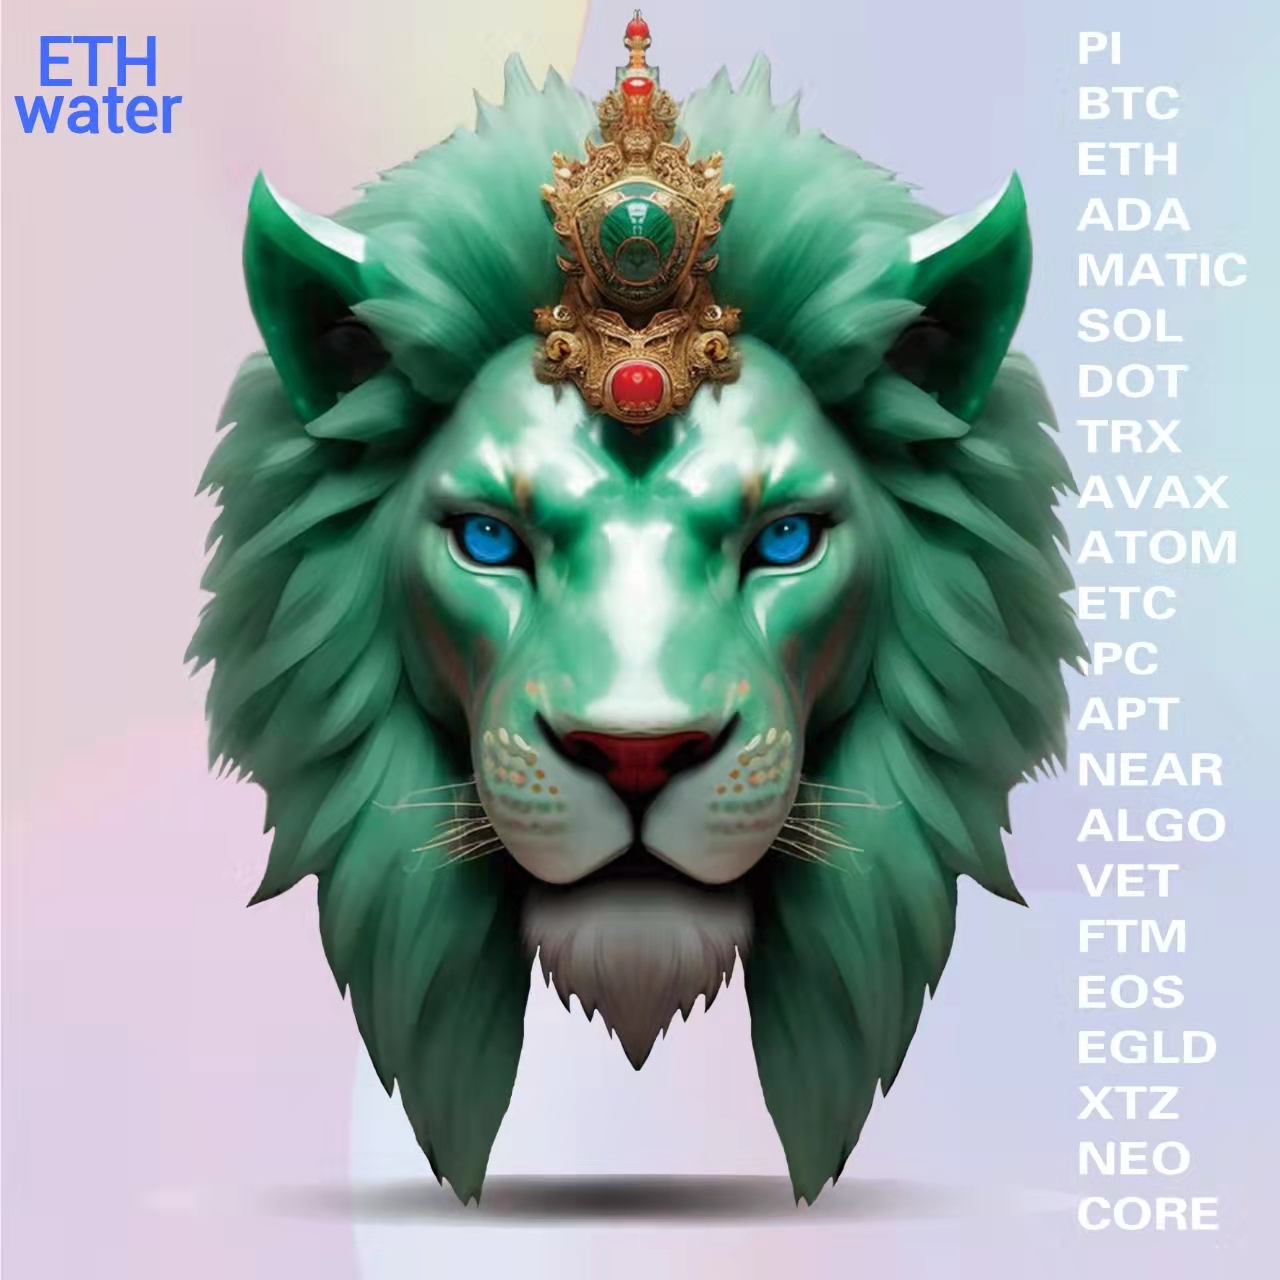 ETH
water
PI
BTC
ETH
ADA
MATIC
SOL
DOT
TRX
AVAX
ATOM
ETC
APT
NEAR
ALGO
VET
FTM
EOS
EGLD
XTZ
NEO
CORE